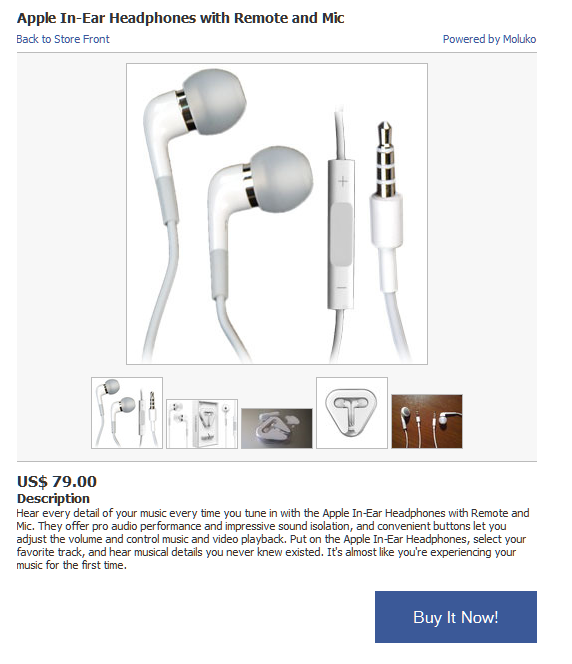 Apple In-Ear Headphones with Remote and Mic
Back to Store Front
Powered by Moluko
+
−
US$ 79.00
Description
Hear every detail of your music every time you tune in with the Apple In-Ear Headphones with Remote and
Mic. They offer pro audio performance and impressive sound isolation, and convenient buttons let you
adjust the volume and control music and video playback. Put on the Apple In-Ear Headphones, select your
favorite track, and hear musical details you never knew existed. It's almost like you're experiencing your
music for the first time.
Buy It Now!